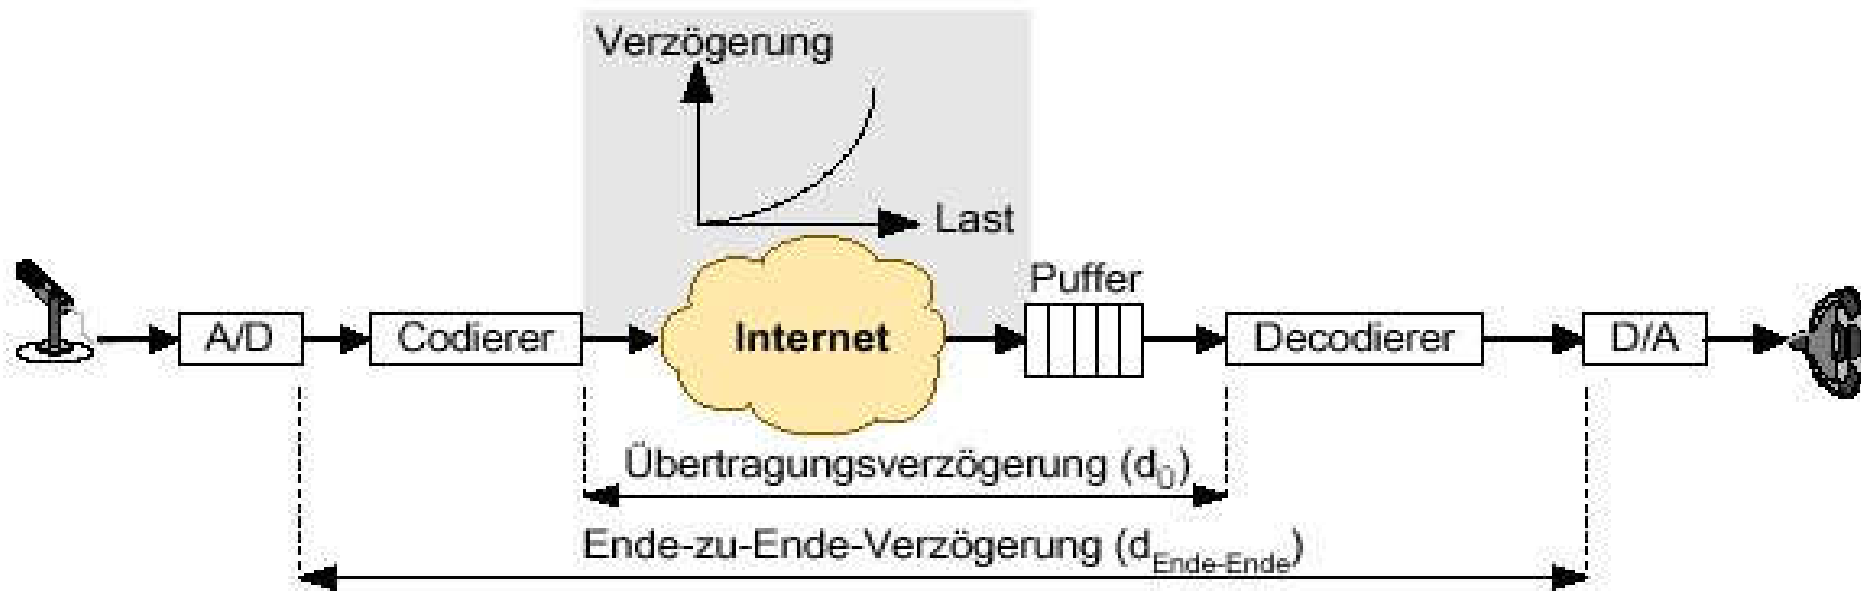 Verzögerung
Last
Puffer
A/D
Codierer
Internet
Decodierer
D/A
Übertragungsverzögerung (d0)
Ende-zu-Ende-Verzögerung (dEnde-Ende)